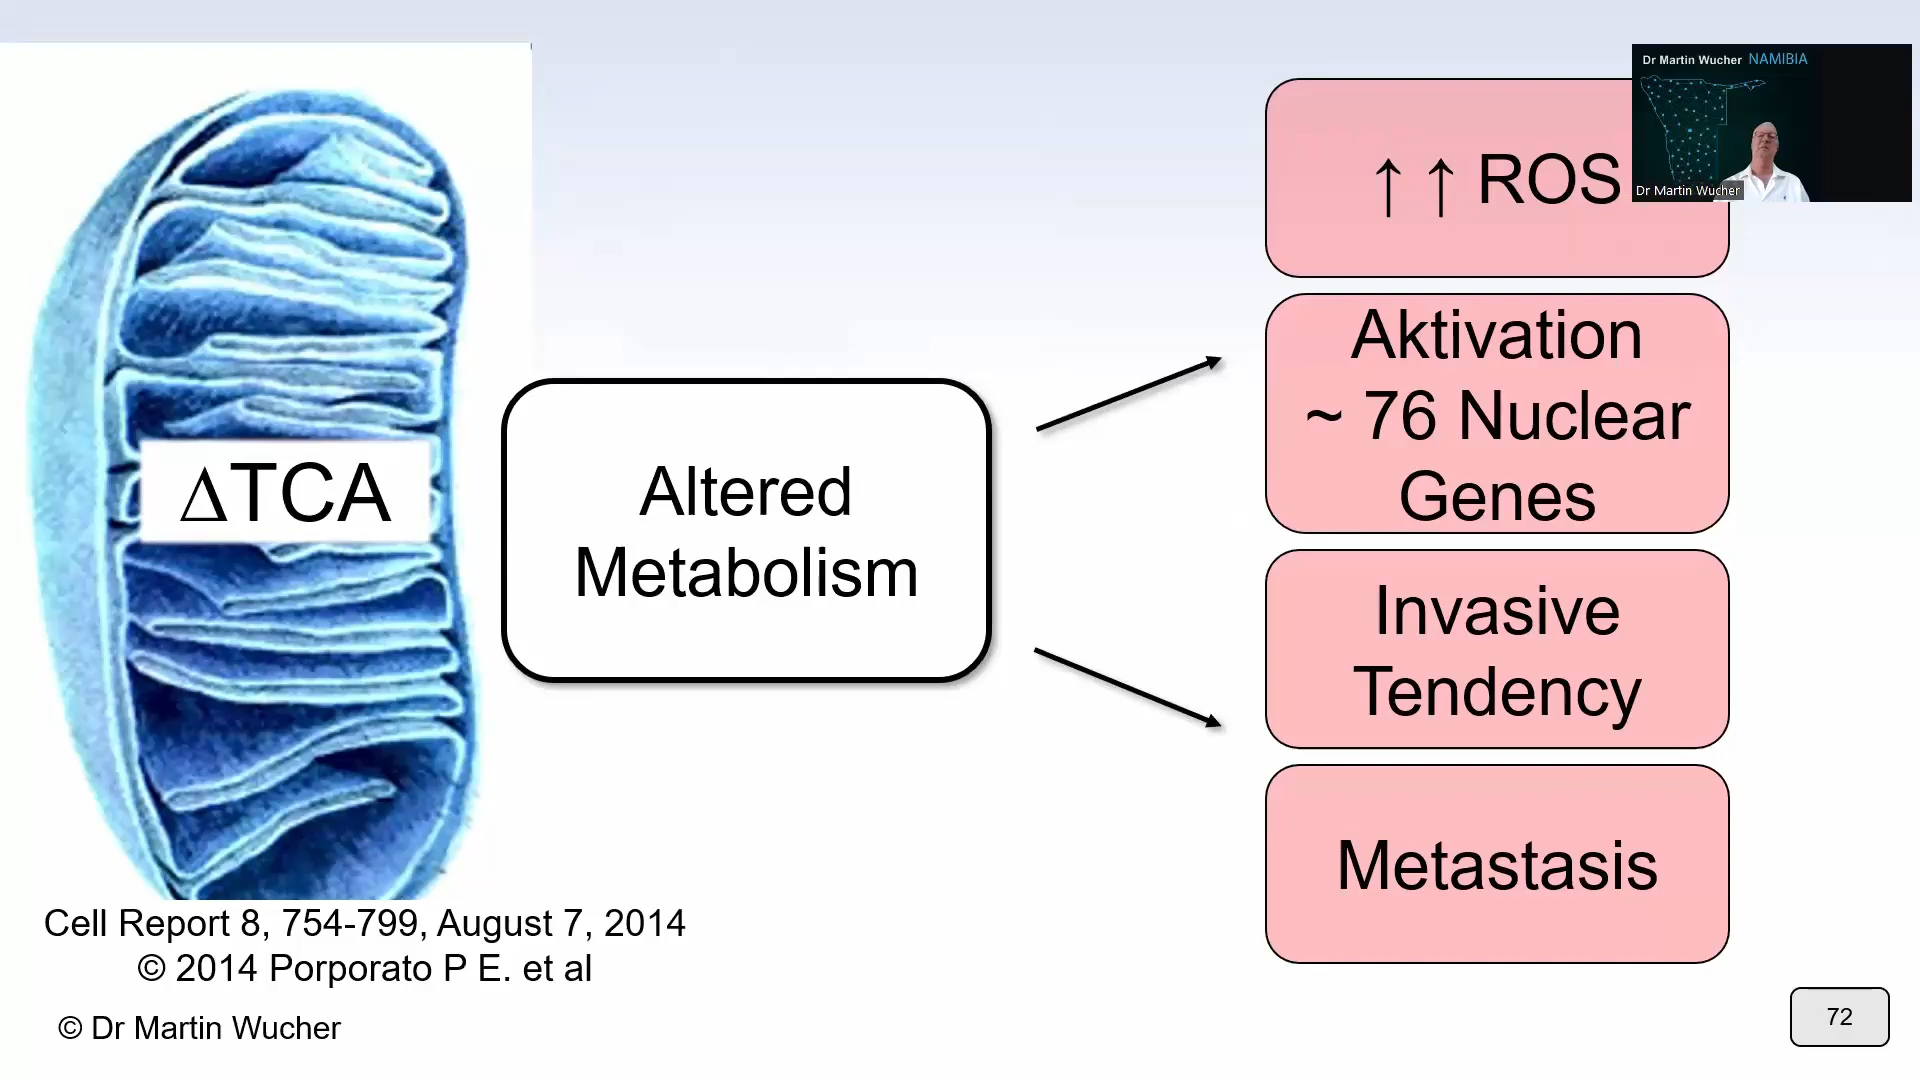 Dr Martin Wucher NAMIBIA
Dr Martin Wucher
↑ ↑ ROS
Aktivation
~ 76 Nuclear
Genes
ΔTCA
Altered
Metabolism
Invasive
Tendency
Metastasis
Cell Report 8, 754-799, August 7, 2014
© 2014 Porporato P E. et al
© Dr Martin Wucher
72